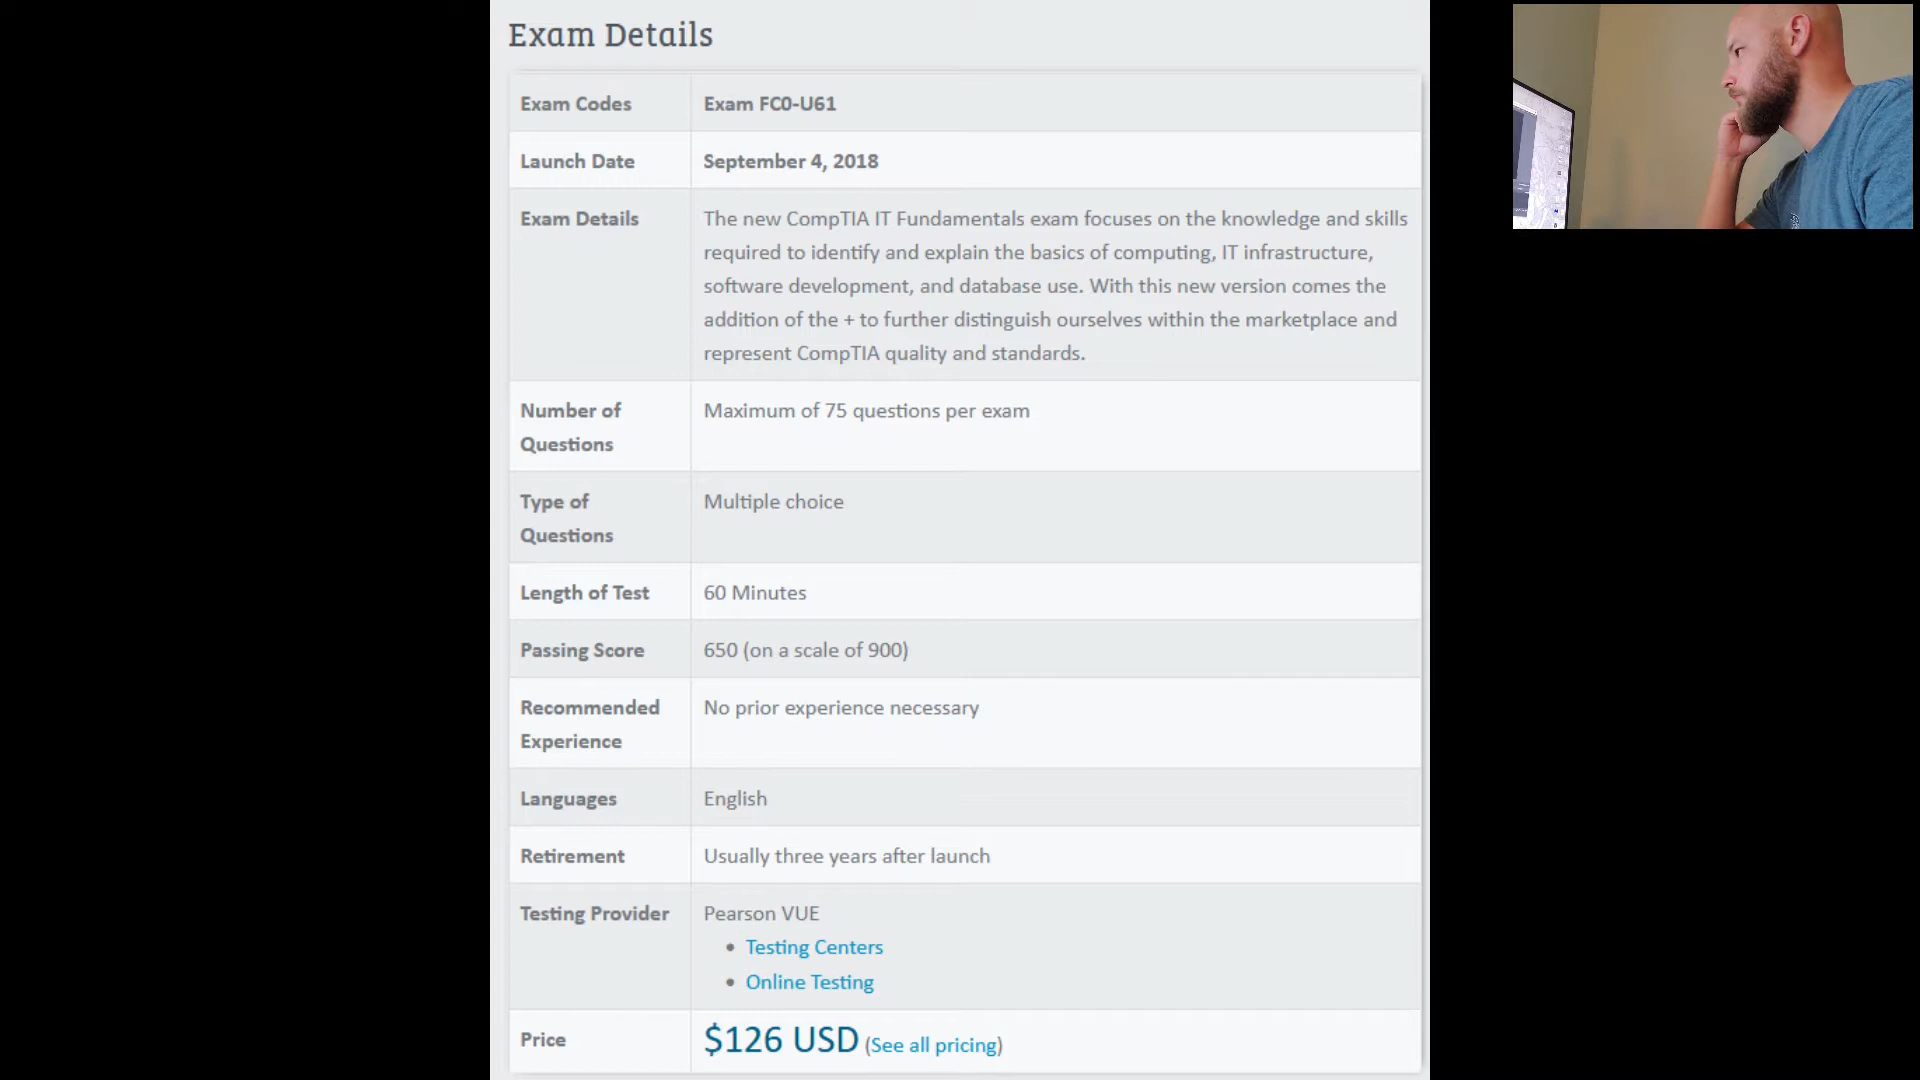 Exam Details
Exam Codes
Exam FC0-U61
Launch Date
September 4, 2018
Exam Details
The new CompTIA IT Fundamentals exam focuses on the knowledge and skills
required to identify and explain the basics of computing, IT infrastructure,
software development, and database use. With this new version comes the
addition of the + to further distinguish ourselves within the marketplace and
represent CompTIA quality and standards.
Number of
Questions
Maximum of 75 questions per exam
Type of
Questions
Multiple choice
Length of Test
60 Minutes
Passing Score
650 (on a scale of 900)
Recommended
Experience
No prior experience necessary
Languages
English
Retirement
Usually three years after launch
Testing Provider
Pearson VUE
• Testing Centers
• Online Testing
Price
$126 USD (See all pricing)